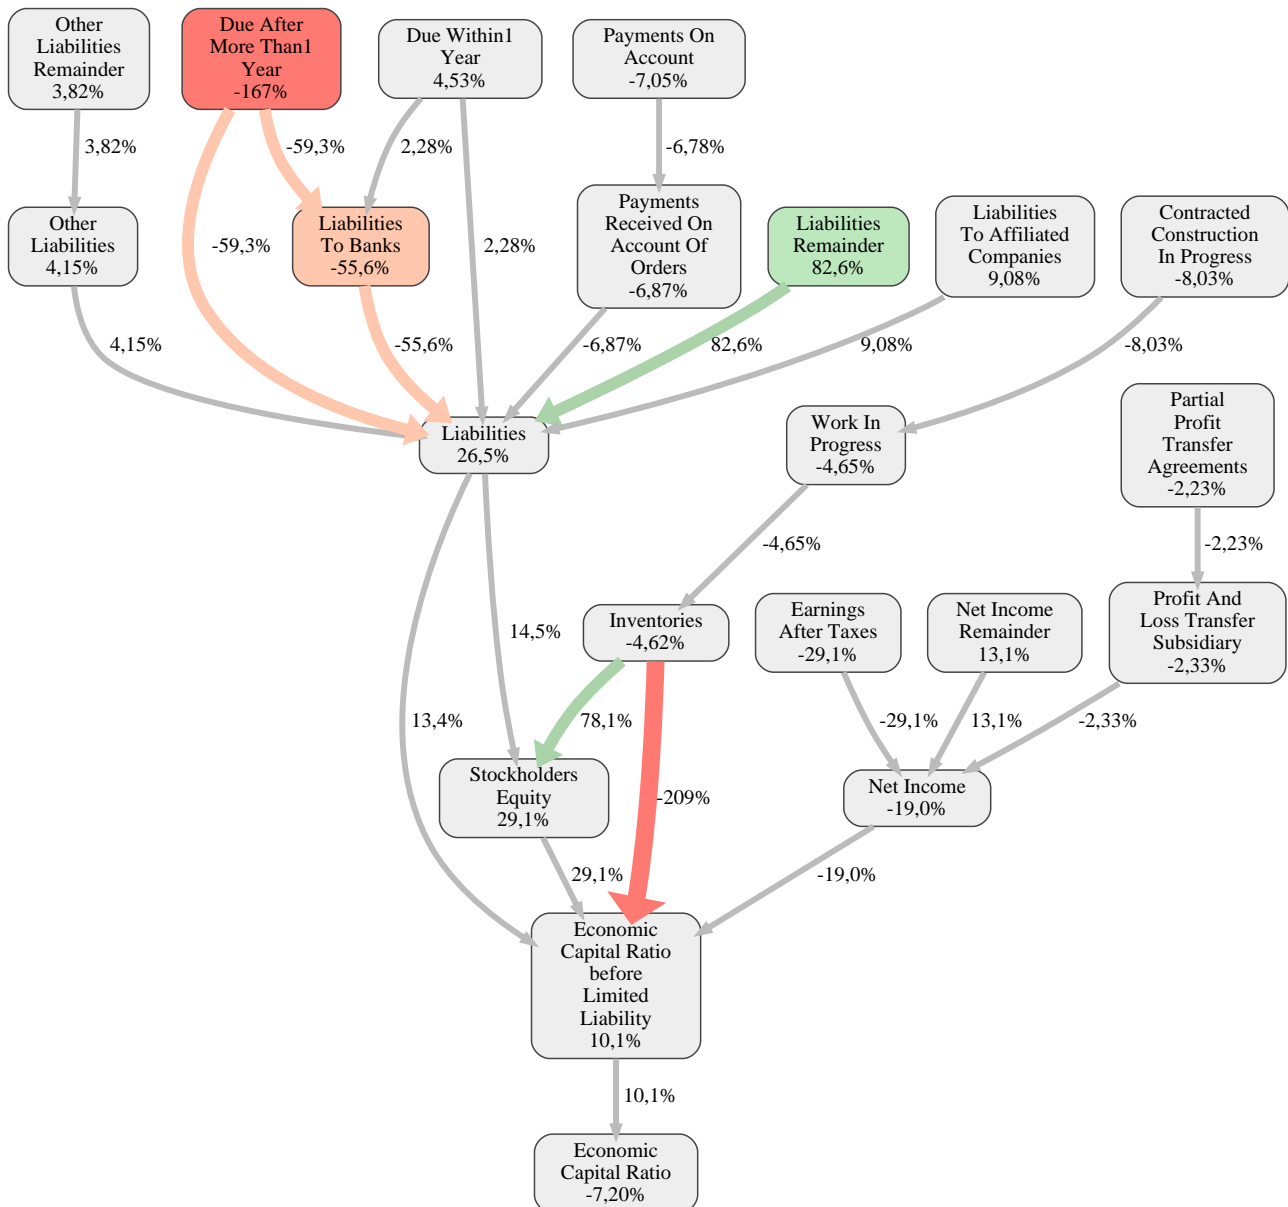 Other
Liabilities
Remainder
3,82%
Due After
More Than1
Year
-167%
Due Within1
Year
4,53%
Payments On
Account
-7,05%
3,82%
-59,3%
2,28%
-6,78%
Other
Liabilities
4,15%
-59,3%
Liabilities
To Banks
-55,6%
2,28%
Payments
Received On
Account Of
Orders
-6,87%
Liabilities
Remainder
82,6%
Liabilities
To Affiliated
Companies
9,08%
Contracted
Construction
In Progress
-8,03%
4,15%
-55,6%
-6,87%
82,6%
9,08%
-8,03%
Liabilities
26,5%
Work In
Progress
-4,65%
Partial
Profit
Transfer
Agreements
-2,23%
-4,65%
-2,23%
14,5%
Inventories
-4,62%
Earnings
After Taxes
-29,1%
Net Income
Remainder
13,1%
Profit And
Loss Transfer
Subsidiary
-2,33%
13,4%
78,1%
-29,1%
13,1%
-2,33%
Stockholders
Equity
29,1%
-209%
Net Income
-19,0%
29,1%
-19,0%
Economic
Capital Ratio
before
Limited
Liability
10,1%
10,1%
Economic
Capital Ratio
-7,20%